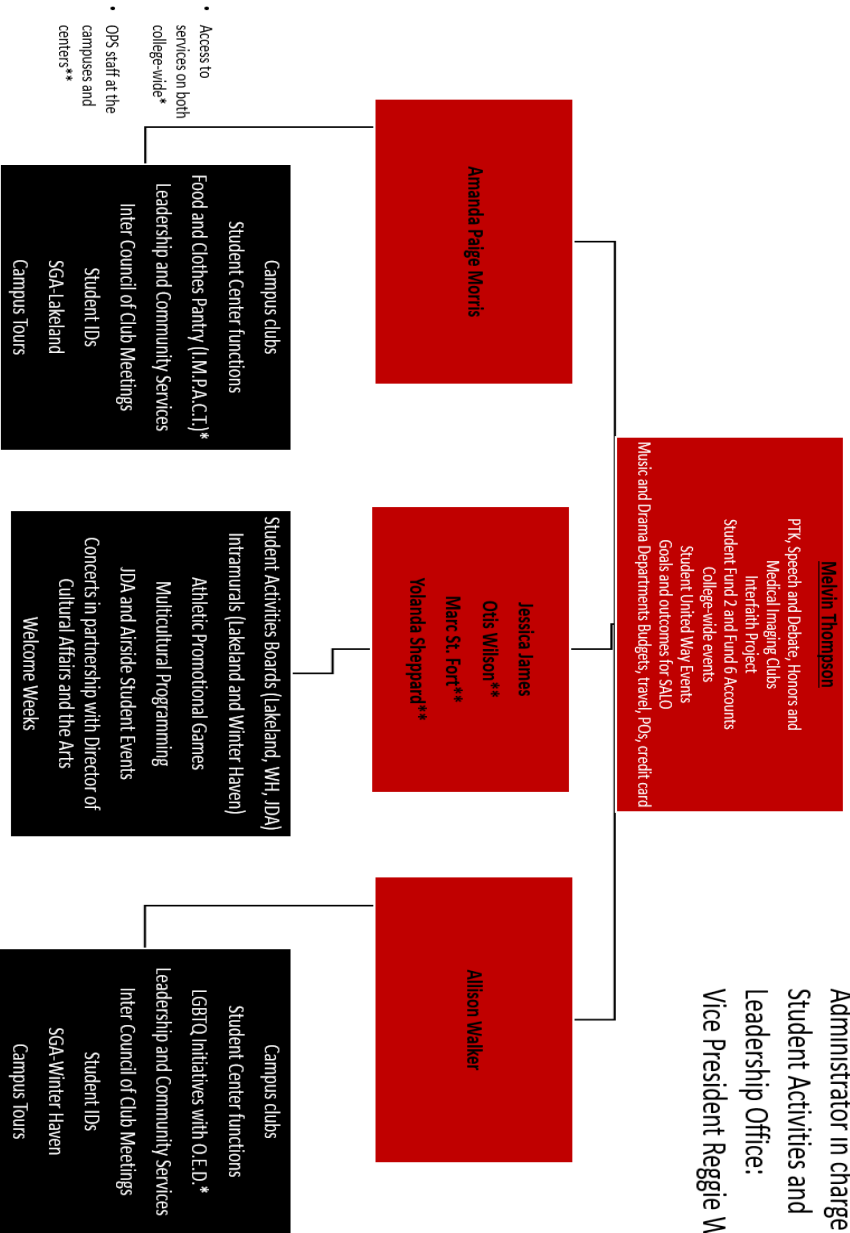 Administrator in charge
Student Activities and
Leadership Office:
Vice President Reggie
Melvin Thompson
PTK, Speech and Debate, Honors and
Medical Imaging Clubs
Interfaith Project
Student Fund 2 and Fund 6 Accounts
College-wide events
Student United Way Events
Goals and outcomes for SALO
Music and Drama Departments Budgets, travel, POs, credit card
Amanda Paige Morris
Jessica James
Otis Wilson**
Marc St. Fort**
Yolanda Sheppard**
Allison Walker
Campus clubs
Student Center functions
Food and Clothes Pantry (I.M.P.A.C.T.)*
Leadership and Community Services
Inter Council of Club Meetings
Student IDs
SGA-Lakeland
Campus Tours
Student Activities Boards (Lakeland, WH, JDA)
Intramurals (Lakeland and Winter Haven)
Athletic Promotional Games
Multicultural Programming
JDA and Airside Student Events
Concerts in partnership with Director of
Cultural Affairs and the Arts
Welcome Weeks
Campus clubs
Student Center functions
LGBTQ Initiatives with O.E.D.*
Leadership and Community Services
Inter Council of Club Meetings
Student IDs
SGA-Winter Haven
Campus Tours
• Access to
services on both
college-wide*
• OPS staff at the
campuses and
centers**